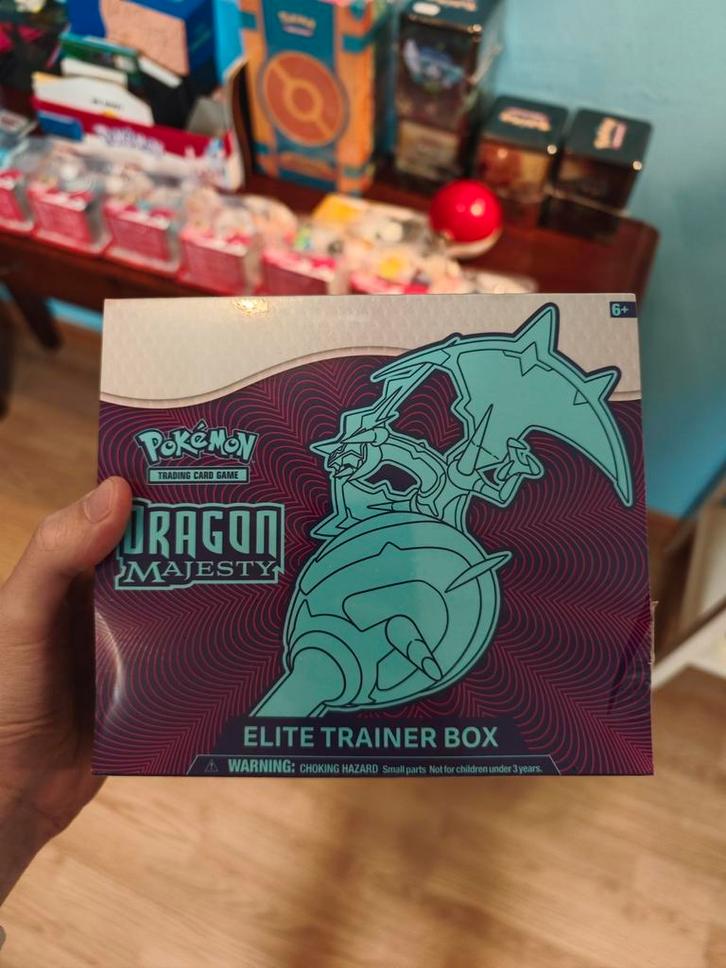 6+
POKéMON
TRADING CARD GAME
DRAGON
MAJESTY
ELITE TRAINER BOX
WARNING: CHOKING HAZARD Small parts Not for children under 3 years.